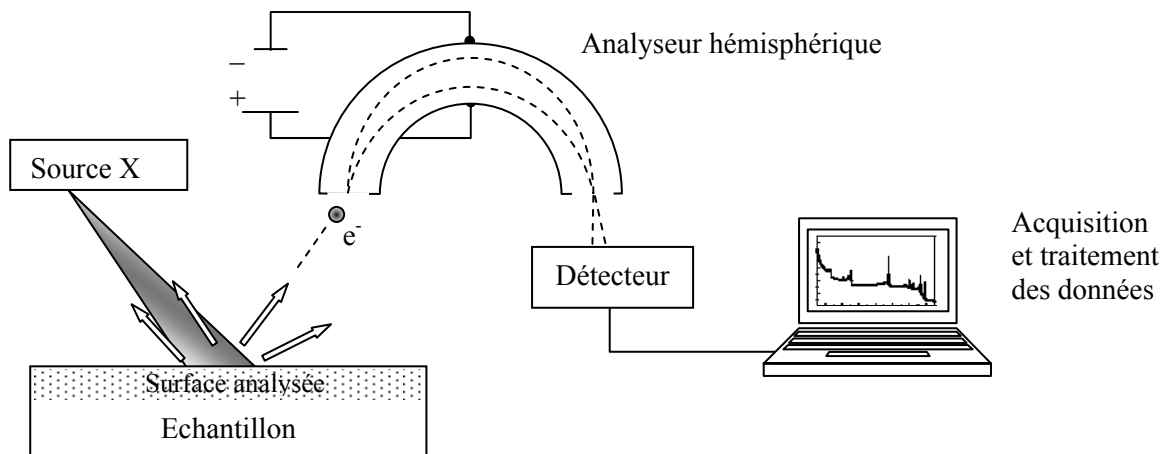 Analyseur hémisphérique
−
+
Source X
e-
Détecteur
Acquisition
et traitement
des données
Surface analysée
Echantillon